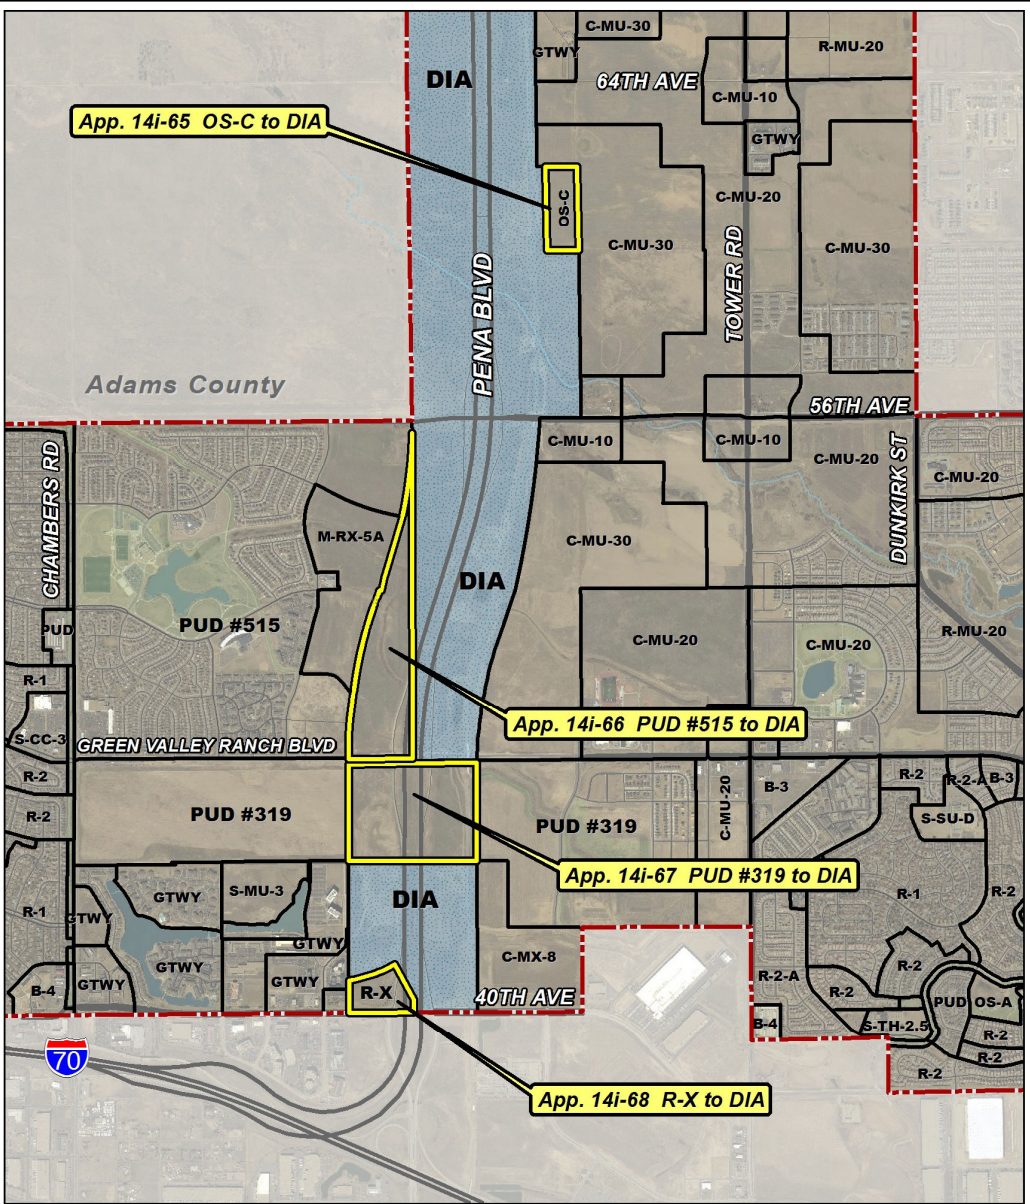 C-MU-30
GTWY
R-MU-20
DIA
64TH AVE
C-MU-10
App. 14i-65  OS-C to DIA
GTWY
OS-C
C-MU-20
C-MU-30
C-MU-30
TOWER RD
PENA BLVD
Adams County
56TH AVE
CHAMBERS RD
C-MU-10
C-MU-10
C-MU-20
DUNKIRK ST
C-MU-20
M-RX-5A
C-MU-30
DIA
PUD #515
PUD
C-MU-20
C-MU-20
R-MU-20
R-1
S-CC-3
App. 14i-66  PUD #515 to DIA
GREEN VALLEY RANCH BLVD
R-2
R-2
R-2-A
B-3
B-3
C-MU-20
PUD #319
PUD #319
R-2
S-SU-D
App. 14i-67  PUD #319 to DIA
GTWY
S-MU-3
DIA
R-1
R-2
R-1
GTWY
GTWY
C-MX-8
R-2
GTWY
GTWY
GTWY
R-2-A
B-4
R-X
40TH AVE
R-2
PUD
OS-A
B-4
S-TH-2.5
R-2
R-2
R-2
70
App. 14i-68  R-X to DIA